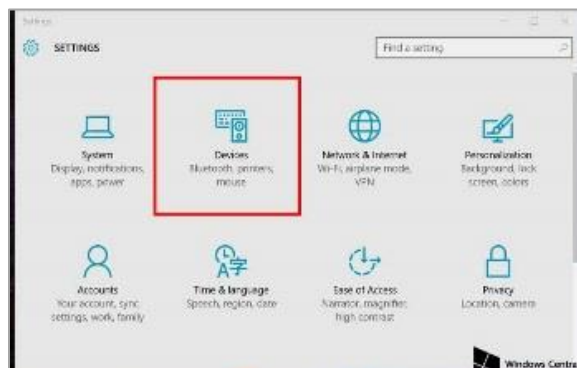 Settings
SETTINGS
Find a setting
System
Display, notifications,
apps, power
Devices
Bluetooth, printers,
mouse
Network & Internet
Wi-Fi, airplane mode,
VPN
Personalization
Background, lock
screen, colors
Accounts
Your account, sync
settings, work, family
Time & language
Speech, region, date
Ease of Access
Narrator, magnifier,
high contrast
Privacy
Location, camera
Windows Centra